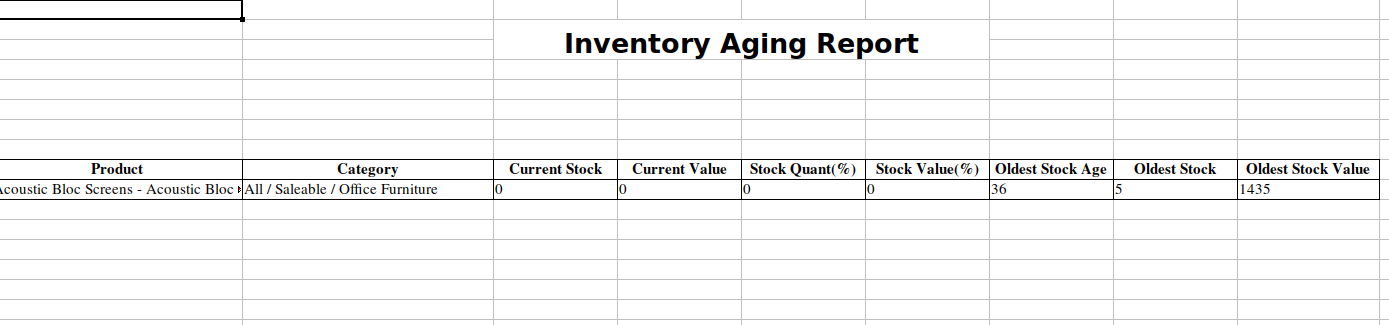 Inventory Aging Report
Product Category Current Stock Current Value Stock Quant(%) Stock Value(%) Oldest Stock Age Oldest Stock Oldest Stock Value
Acoustic Bloc Screens - Acoustic Bloc All / Saleable / Office Furniture 0 0 0 0 36 5 1435